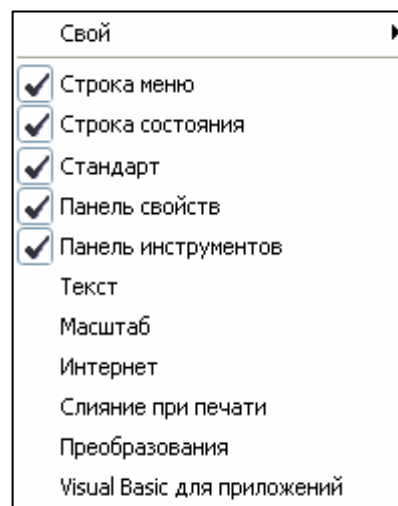 Свой
Строка меню
Строка состояния
Стандарт
Панель свойств
Панель инструментов
Текст
Масштаб
Интернет
Слияние при печати
Преобразования
Visual Basic для приложений